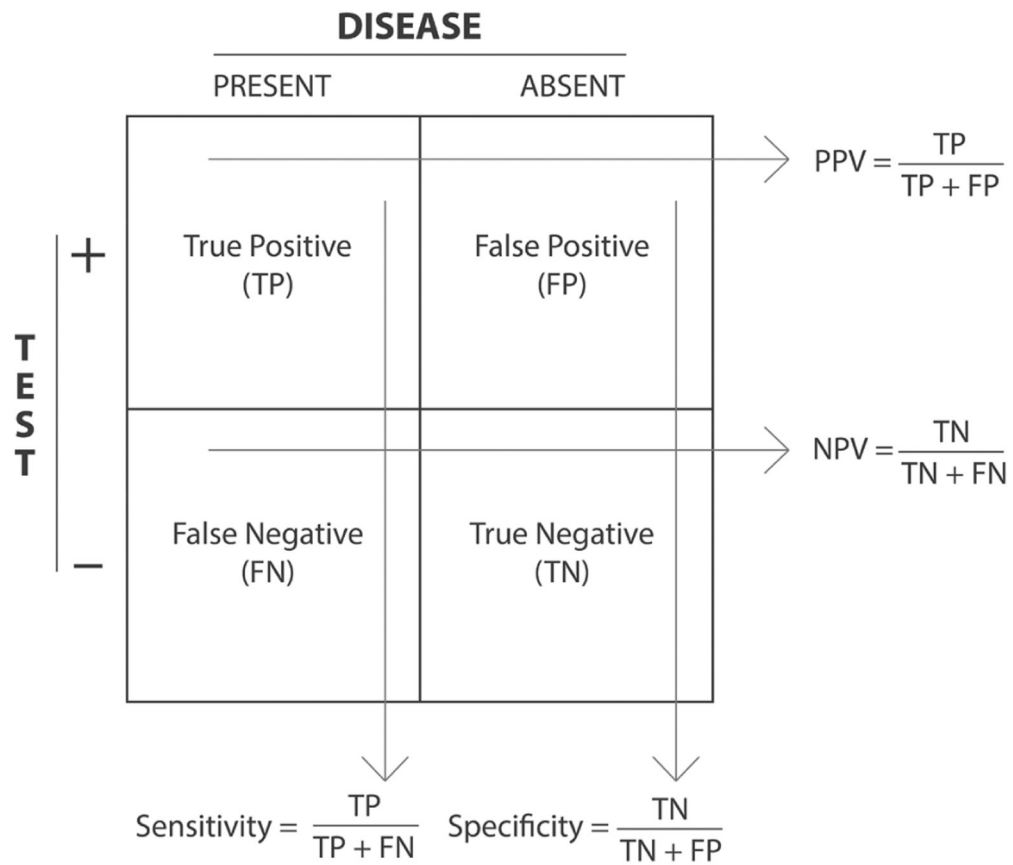 DISEASE
PRESENT ABSENT
PPV = TP / TP + FP
+
True Positive False Positive
(TP) (FP)
TEST
NPV = TN / TN + FN
False Negative True Negative
(FN) (TN)
−
Sensitivity = TP / TP + FN Specificity = TN / TN + FP